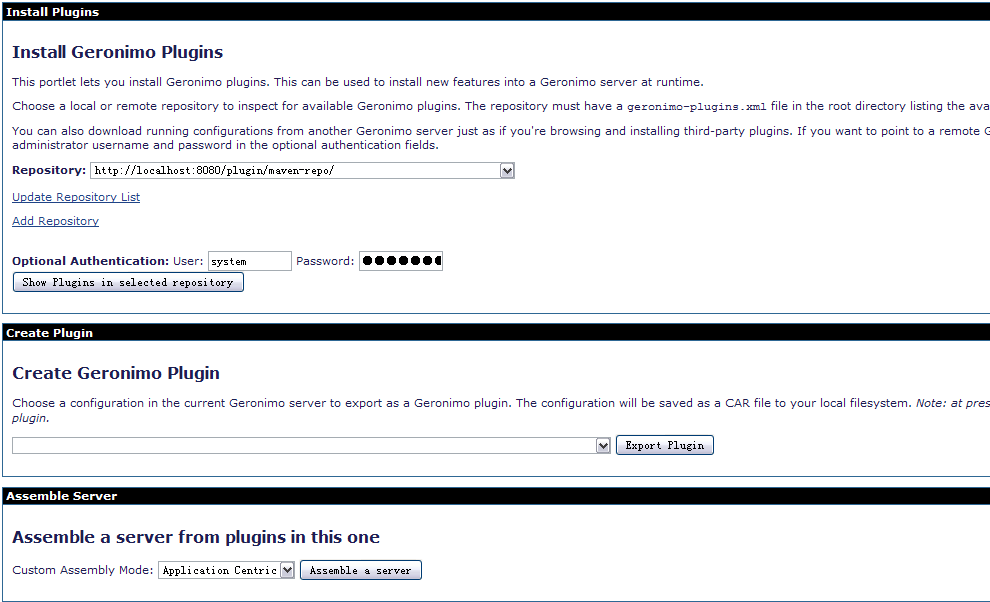 Install Plugins
Install Geronimo Plugins
This portlet lets you install Geronimo plugins. This can be used to install new features into a Geronimo server at runtime.
Choose a local or remote repository to inspect for available Geronimo plugins. The repository must have a geronimo-plugins.xml file in the root directory listing the ava
You can also download running configurations from another Geronimo server just as if you're browsing and installing third-party plugins. If you want to point to a remote G
administrator username and password in the optional authentication fields.
Repository: http://localhost:8080/plugin/maven-repo/
Update Repository List
Add Repository
Optional Authentication: User: system Password: ●●●●●●●
Show Plugins in selected repository
Create Plugin
Create Geronimo Plugin
Choose a configuration in the current Geronimo server to export as a Geronimo plugin. The configuration will be saved as a CAR file to your local filesystem. Note: at pres
plugin.
Export Plugin
Assemble Server
Assemble a server from plugins in this one
Custom Assembly Mode: Application Centric Assemble a server